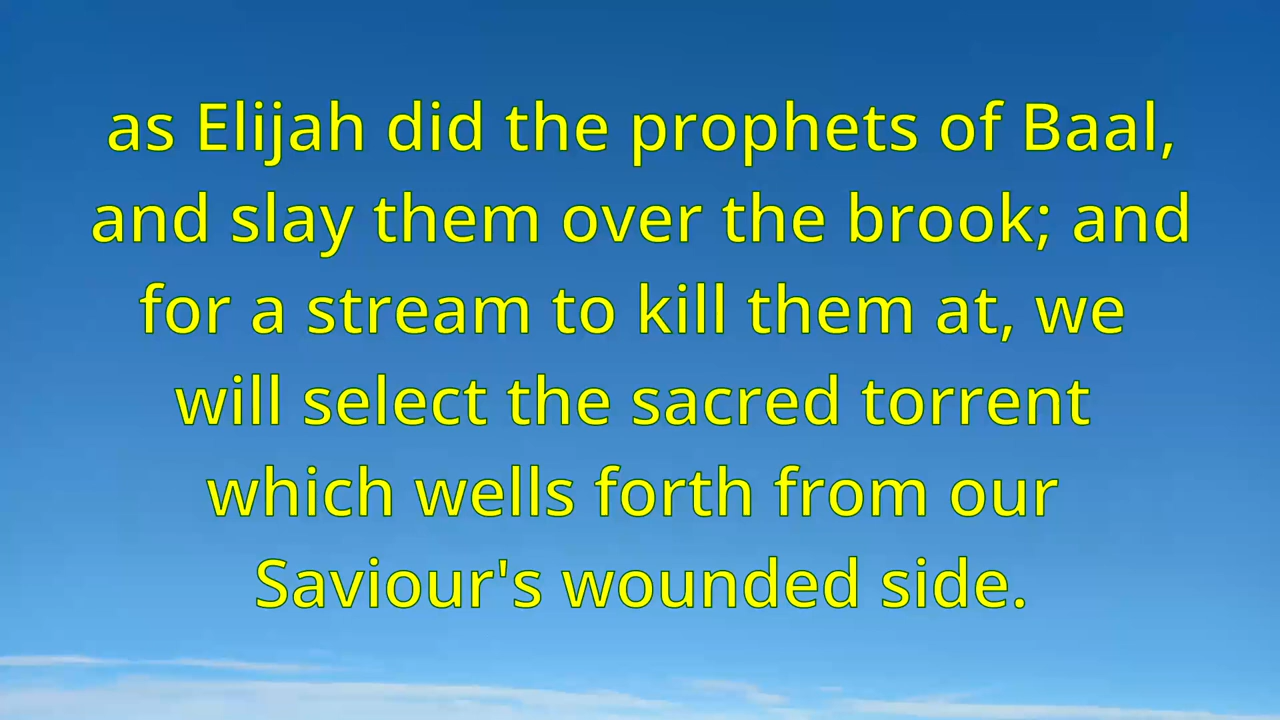 as Elijah did the prophets of Baal,
and slay them over the brook; and
for a stream to kill them at, we
will select the sacred torrent
which wells forth from our
Saviour's wounded side.